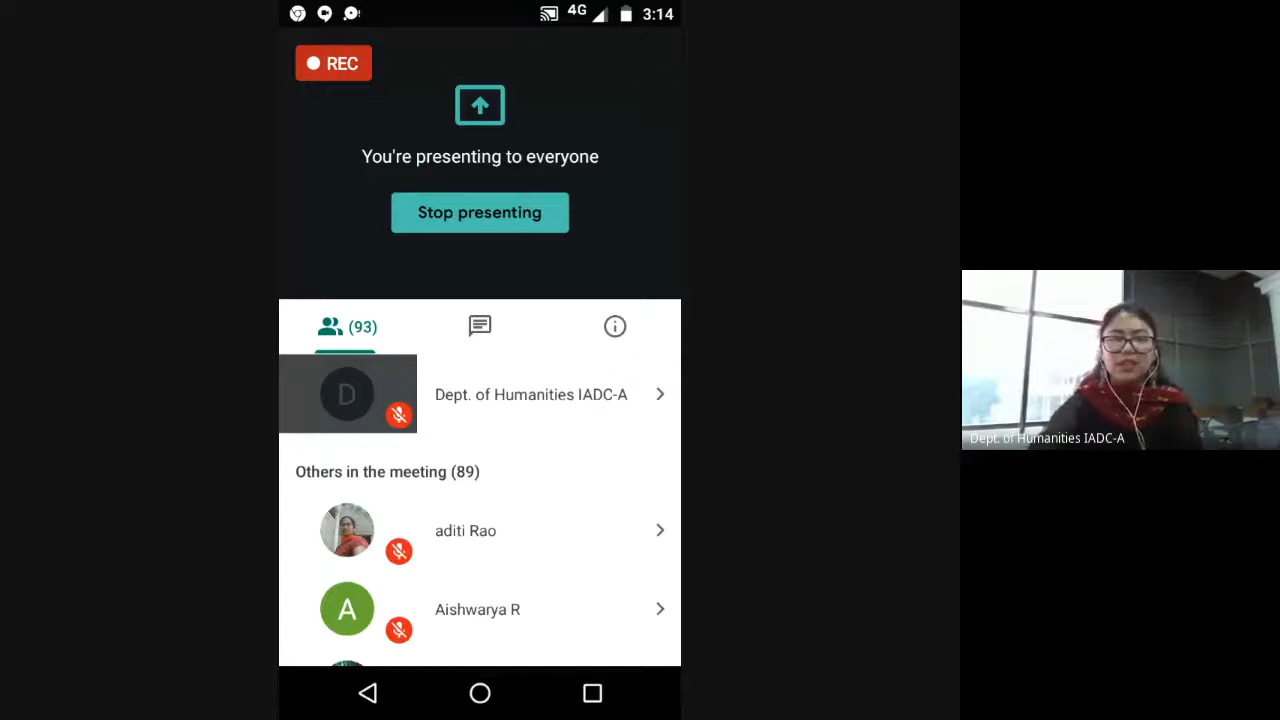 4G 3:14
REC
You're presenting to everyone
Stop presenting
(93)
D
Dept. of Humanities IADC-A
Others in the meeting (89)
aditi Rao
A
Aishwarya R
Dept. of Humanities IADC-A